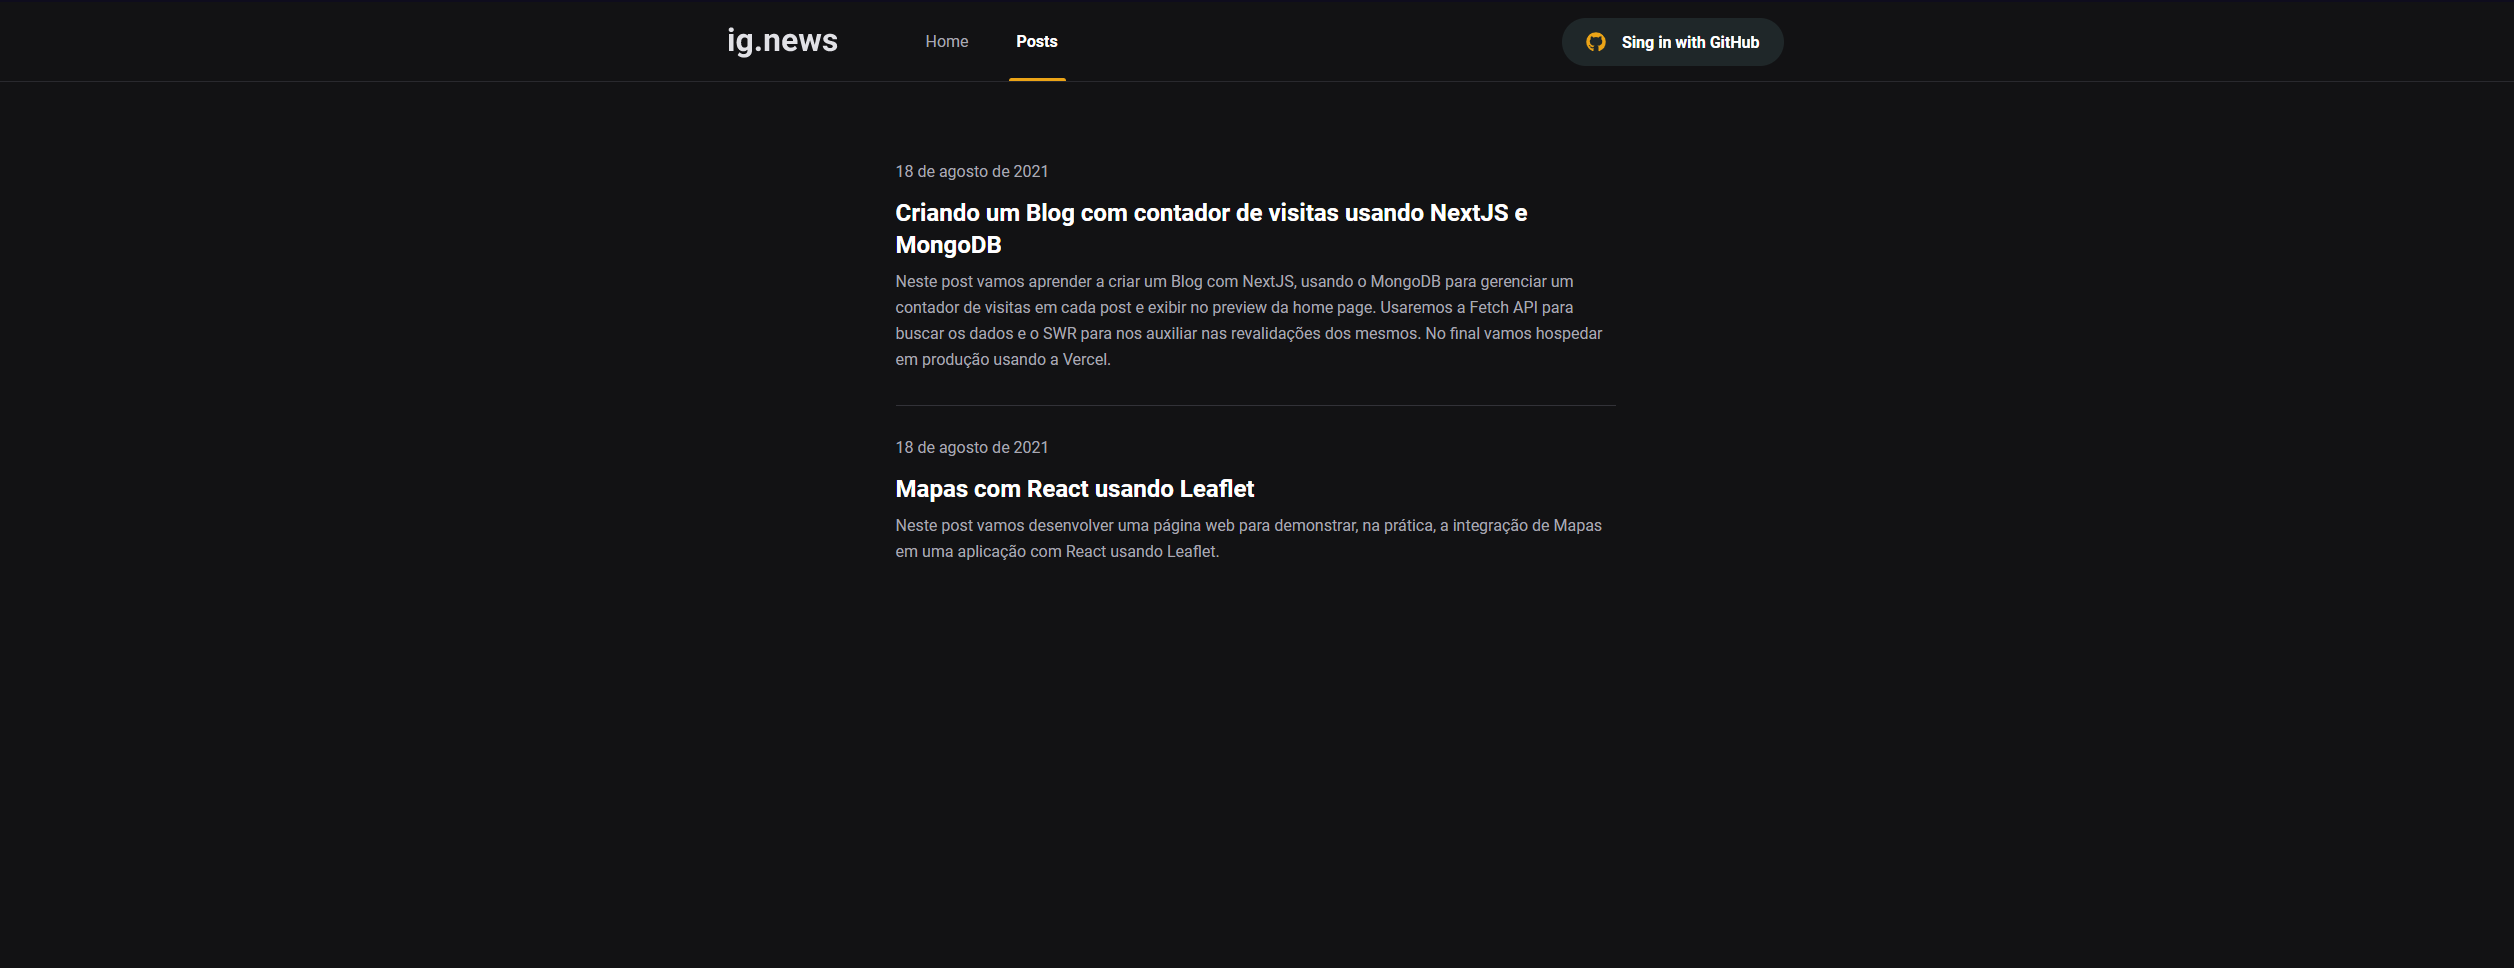 ig.news
Home
Posts
Sing in with GitHub
18 de agosto de 2021
Criando um Blog com contador de visitas usando NextJS e
MongoDB
Neste post vamos aprender a criar um Blog com NextJS, usando o MongoDB para gerenciar um
contador de visitas em cada post e exibir no preview da home page. Usaremos a Fetch API para
buscar os dados e o SWR para nos auxiliar nas revalidações dos mesmos. No final vamos hospedar
em produção usando a Vercel.
18 de agosto de 2021
Mapas com React usando Leaflet
Neste post vamos desenvolver uma página web para demonstrar, na prática, a integração de Mapas
em uma aplicação com React usando Leaflet.